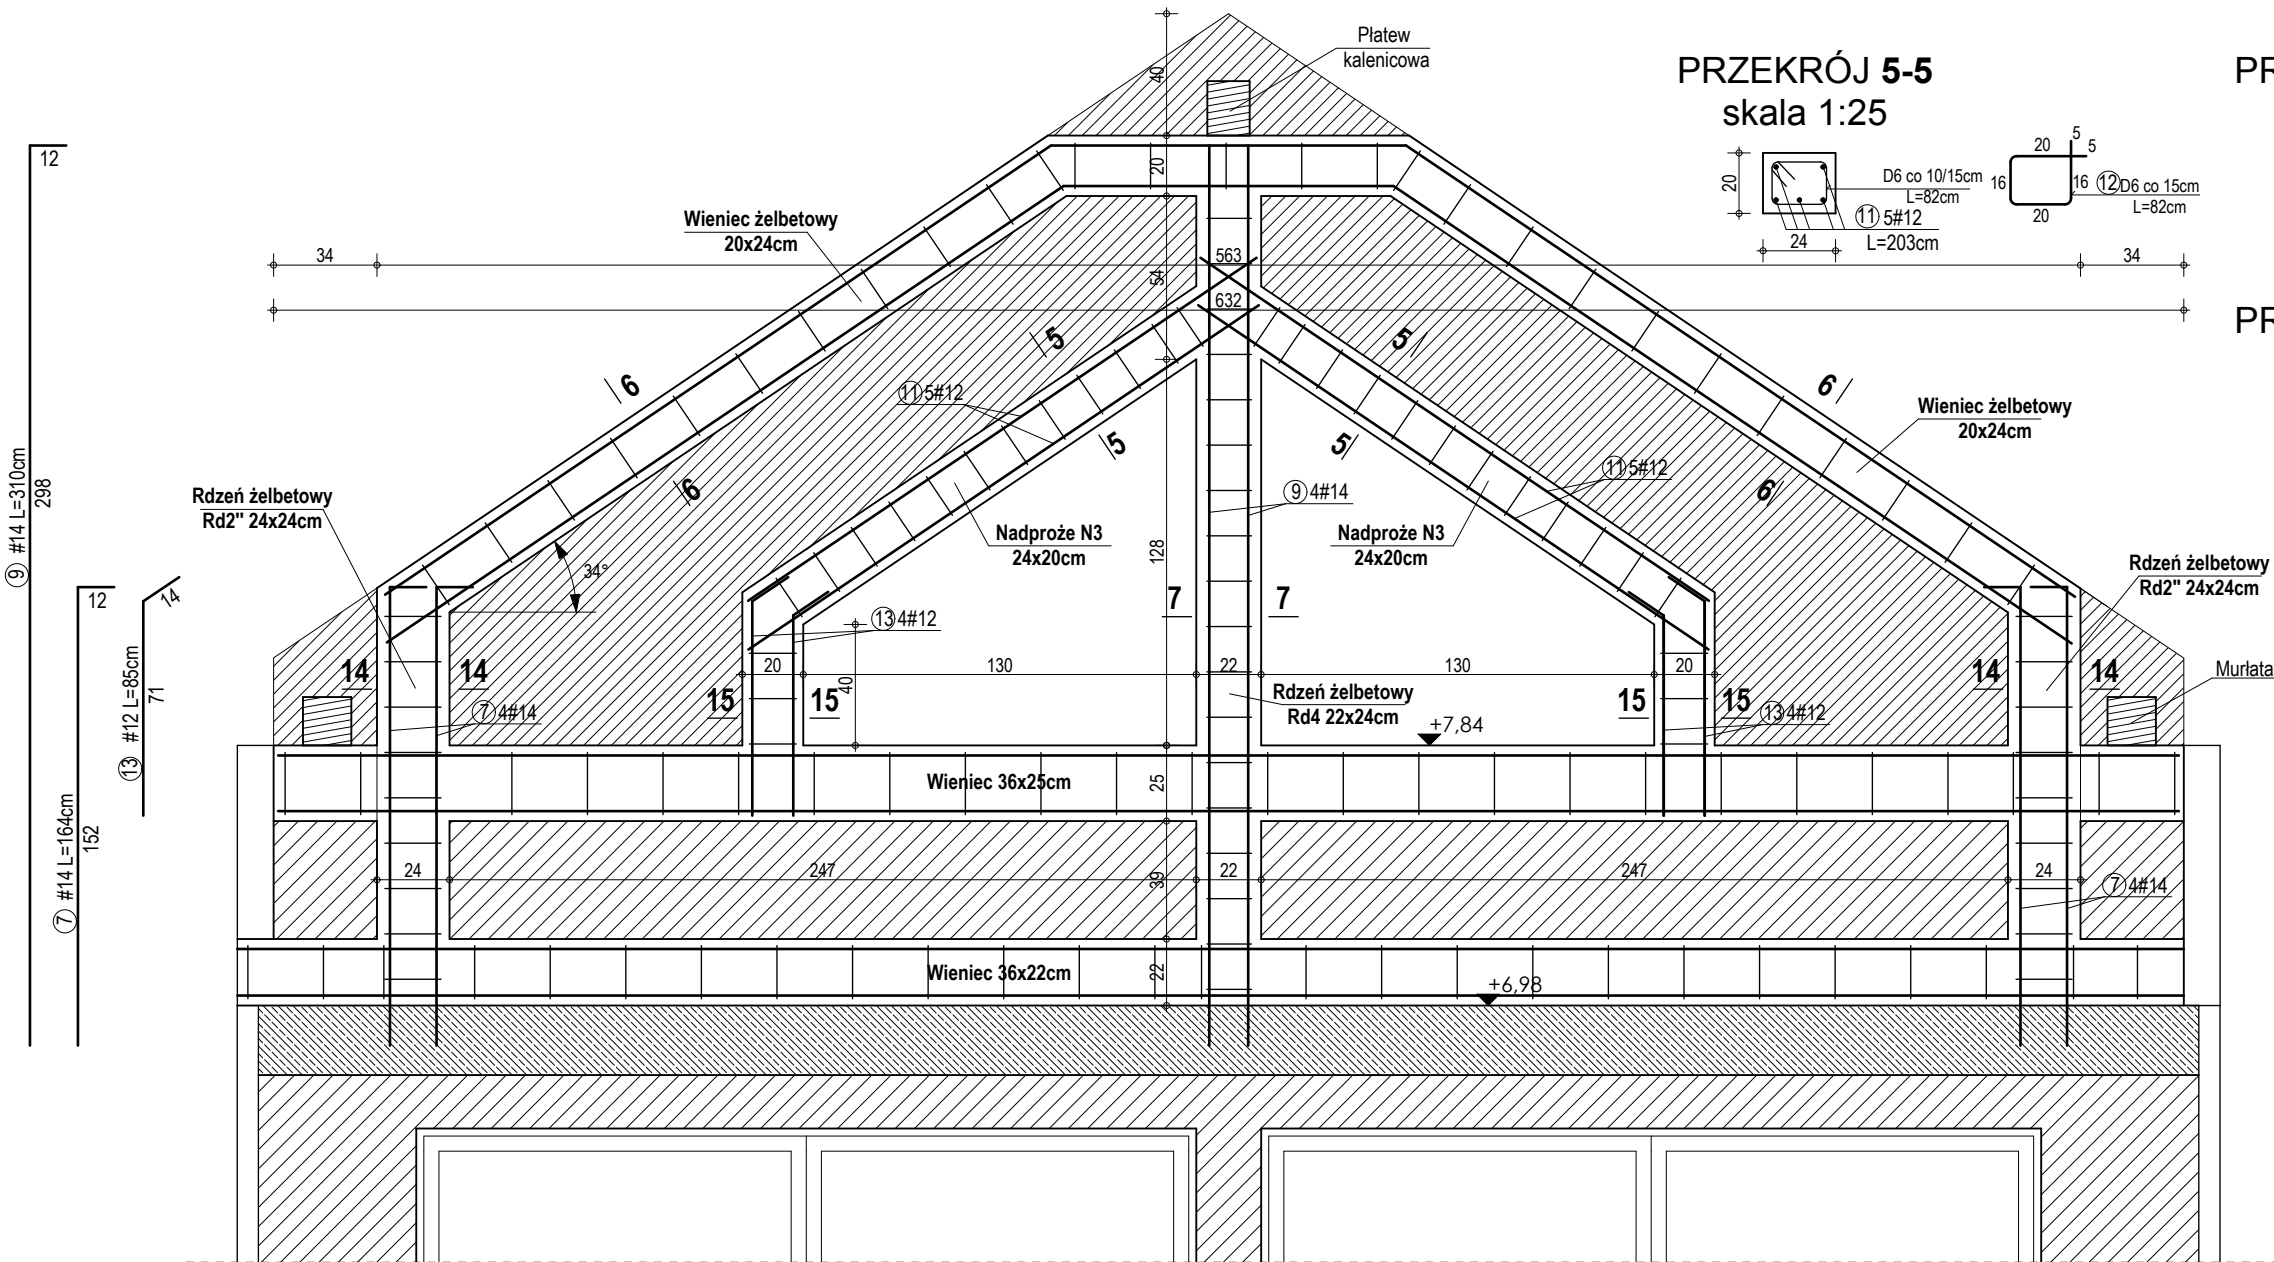 Płatew
kalenicowa
PRZEKRÓJ 5-5
skala 1:25
PR
40
20
54
128
25
39
22
12
⑨ #14 L=310cm
298
12
⑦ #14 L=164cm
152
14
⑬ #12 L=85cm
71
20
24
D6 co 10/15cm
L=82cm
⑪ 5#12
L=203cm
20
5
5
16
16
20
⑫ D6 co 15cm
L=82cm
PR
34
563
34
632
Wieniec żelbetowy
20x24cm
Wieniec żelbetowy
20x24cm
6
6
6
6
5
5
5
5
⑪ 5#12
⑪ 5#12
⑨ 4#14
Rdzeń żelbetowy
Rd2" 24x24cm
Rdzeń żelbetowy
Rd2" 24x24cm
Nadproże N3
24x20cm
Nadproże N3
24x20cm
34°
7
7
⑬ 4#12
⑬ 4#12
20
130
22
130
20
40
14
14
15
15
15
15
14
14
⑦ 4#14
Rdzeń żelbetowy
Rd4 22x24cm
+7,84
Murłata
Wieniec 36x25cm
24
247
22
247
24
⑦ 4#14
Wieniec 36x22cm
+6,98